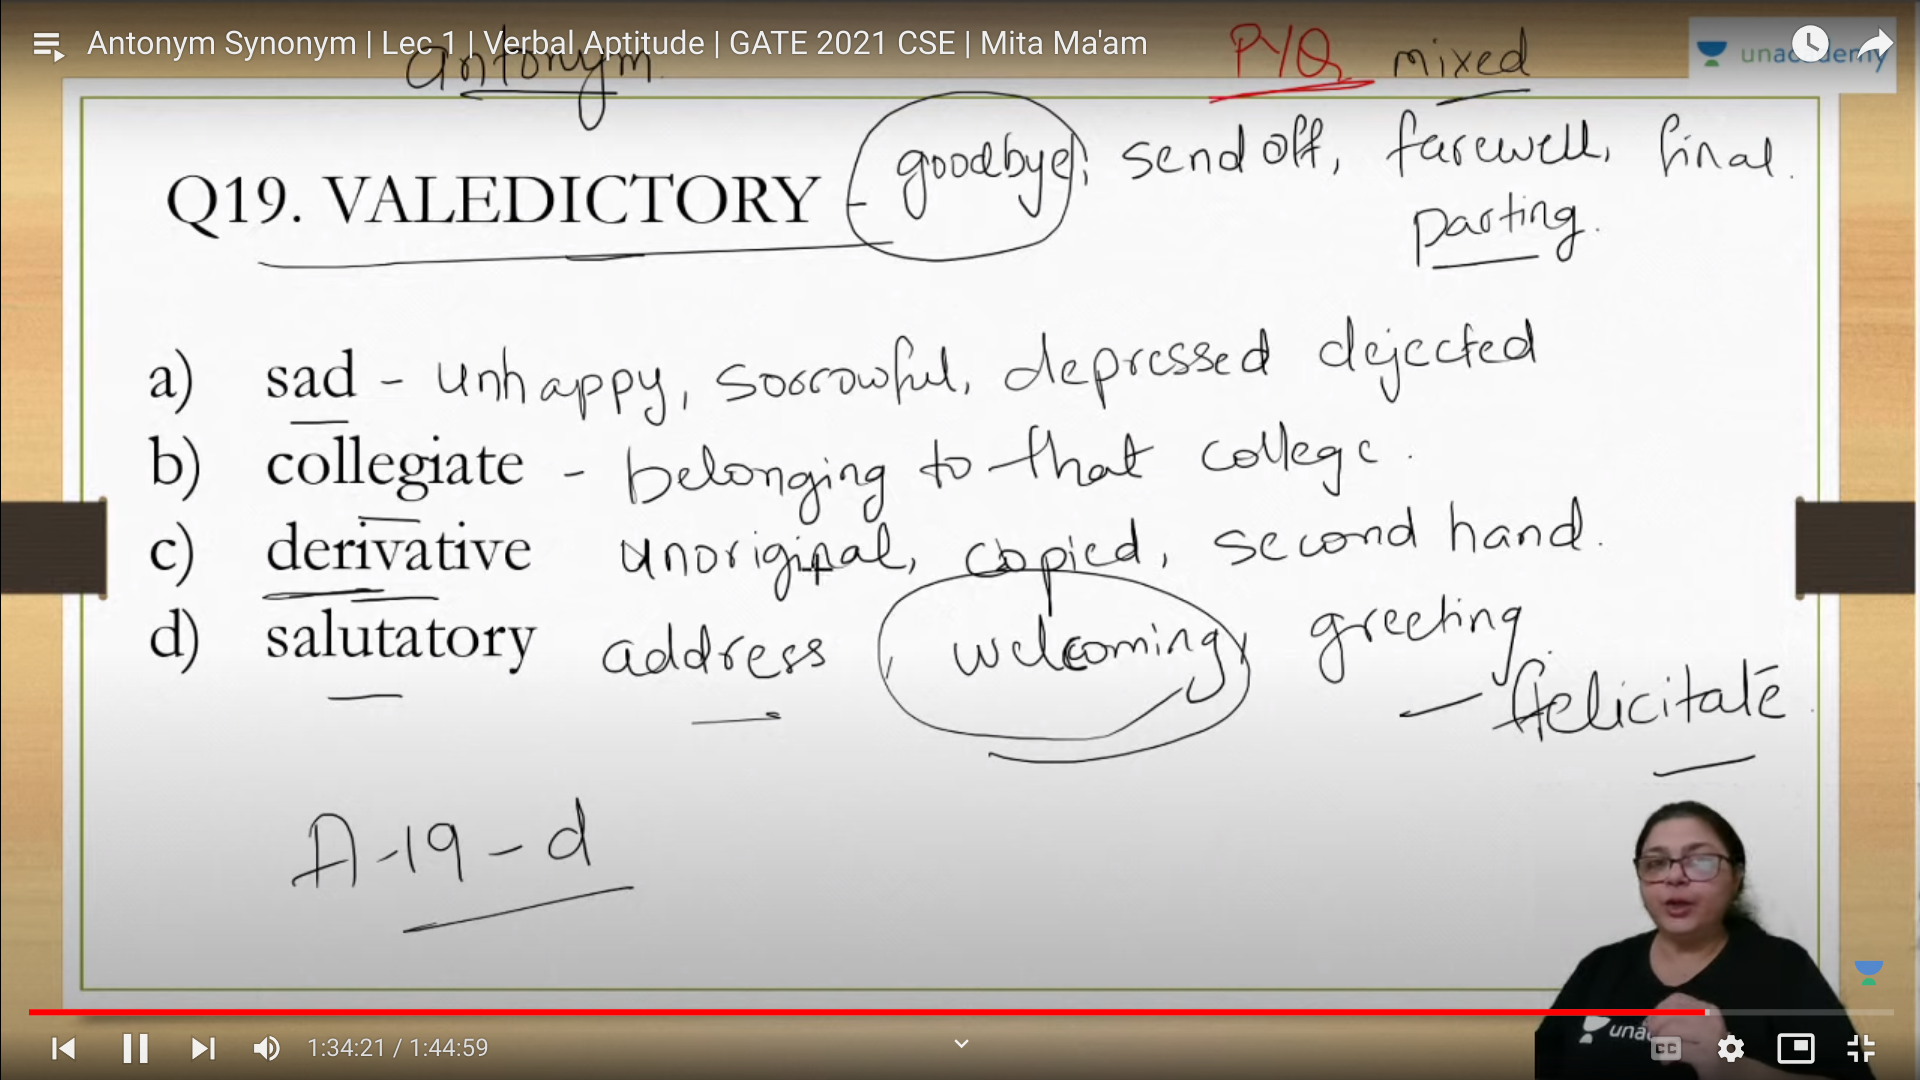 Antonym Synonym | Lec 1 | Verbal Aptitude | GATE 2021 CSE | Mita Ma'am
antonym
PYQ mixed
unacademy
Q19. VALEDICTORY - goodbye, send off, farewell, final.
parting.
a) sad - unhappy, sorrowful, depressed dejected
b) collegiate - belonging to that college.
c) derivative unoriginal, copied, second hand.
d) salutatory address welcoming, greeting
- felicitate
A-19-d
una
CC
1:34:21 / 1:44:59